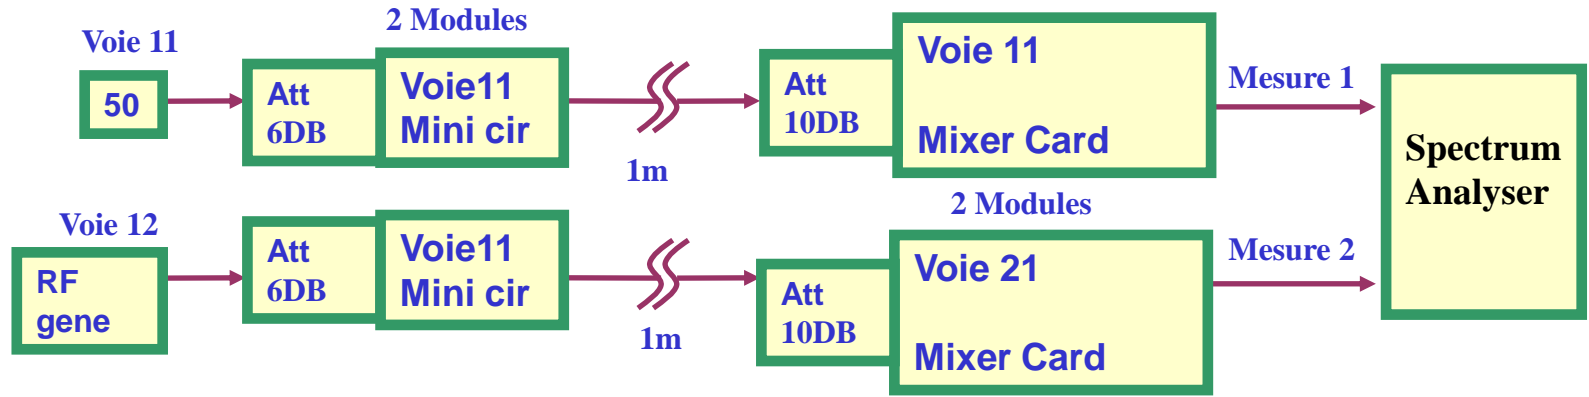 2 Modules
Voie 11
50
Att
6DB
Voie11
Mini cir
1m
Att
10DB
Voie 11
Mixer Card
Mesure 1
Spectrum
Analyser
Voie 12
RF
gene
Att
6DB
Voie11
Mini cir
1m
2 Modules
Att
10DB
Voie 21
Mixer Card
Mesure 2